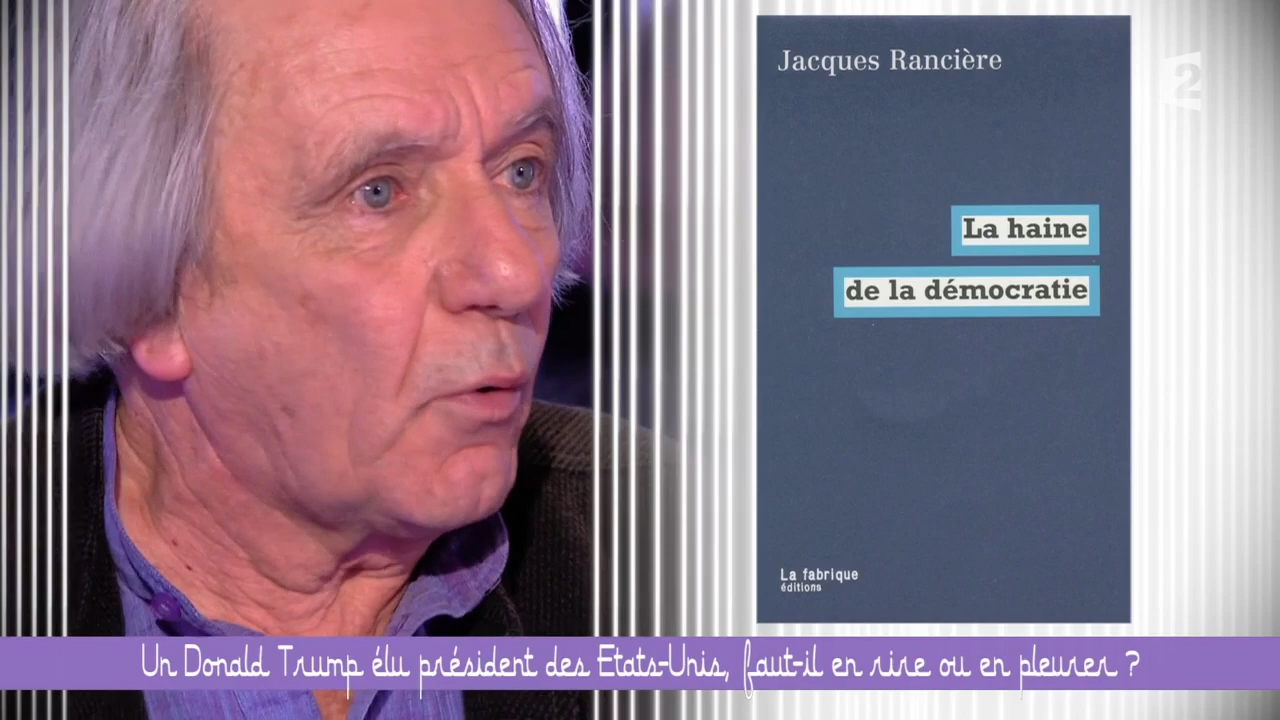 Jacques Rancière
2
La haine
de la démocratie
La fabrique
éditions
Un Donald Trump élu président des Etats-Unis, faut-il en rire ou en pleurer ?